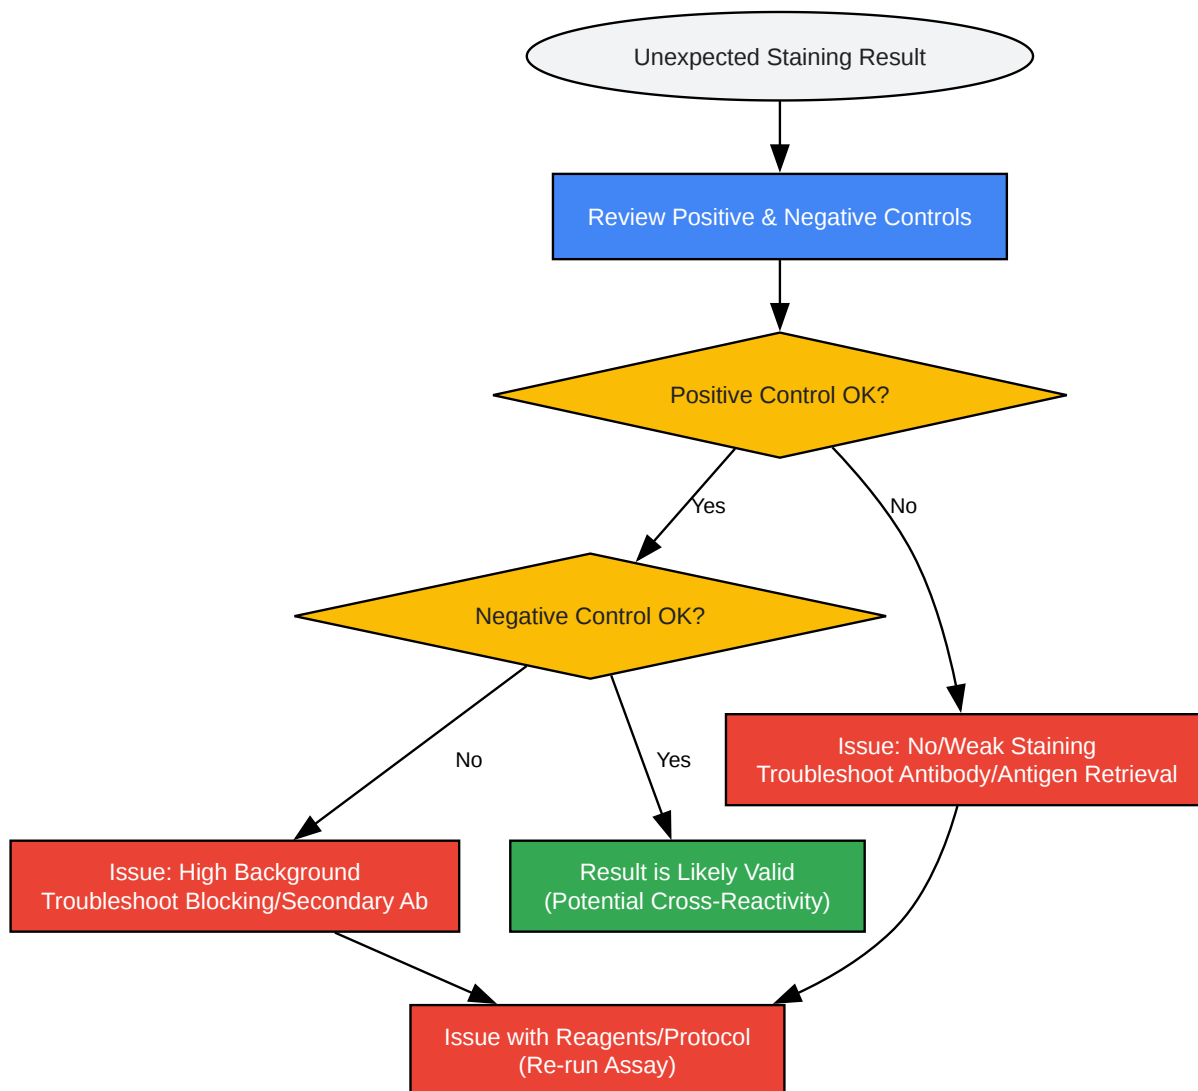 Unexpected Staining Result
Review Positive & Negative Controls
Positive Control OK?
Yes
No
Negative Control OK?
No
Yes
Issue: No/Weak Staining
Troubleshoot Antibody/Antigen Retrieval
Issue: High Background
Troubleshoot Blocking/Secondary Ab
Result is Likely Valid
(Potential Cross-Reactivity)
Issue with Reagents/Protocol
(Re-run Assay)